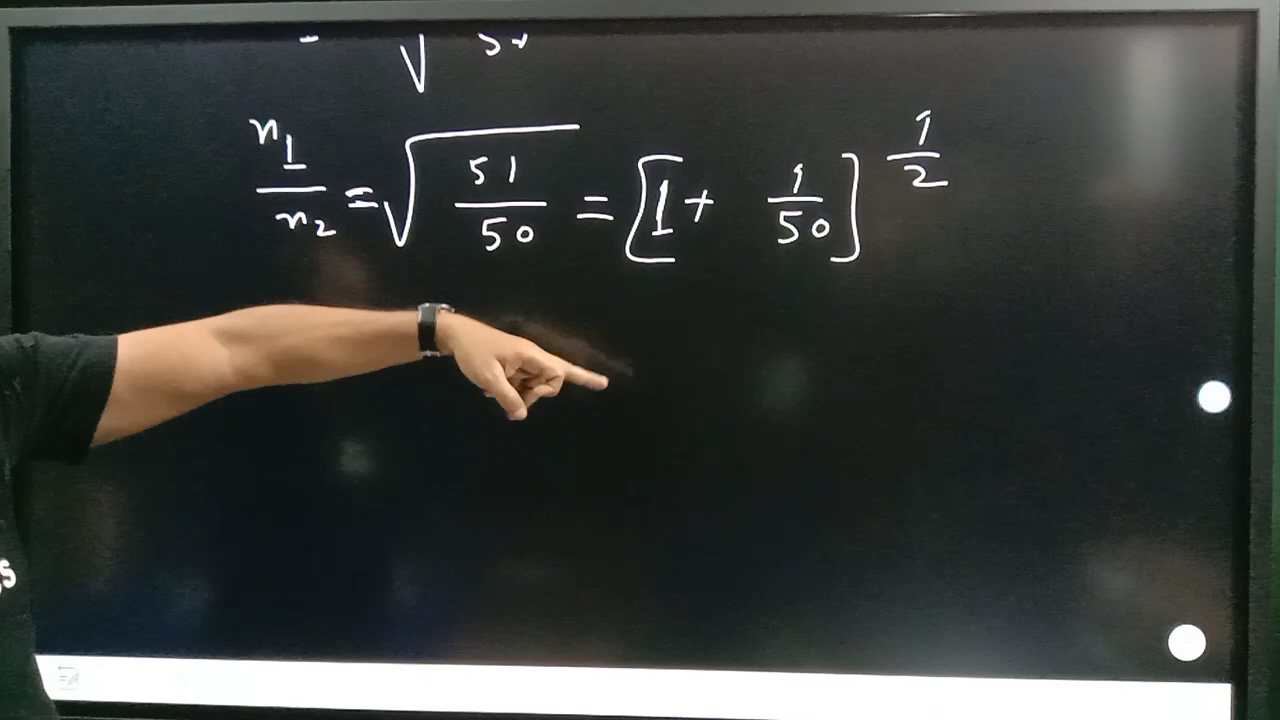 n₁/n₂ = √(51/50) = [1 + 1/50]^(1/2)